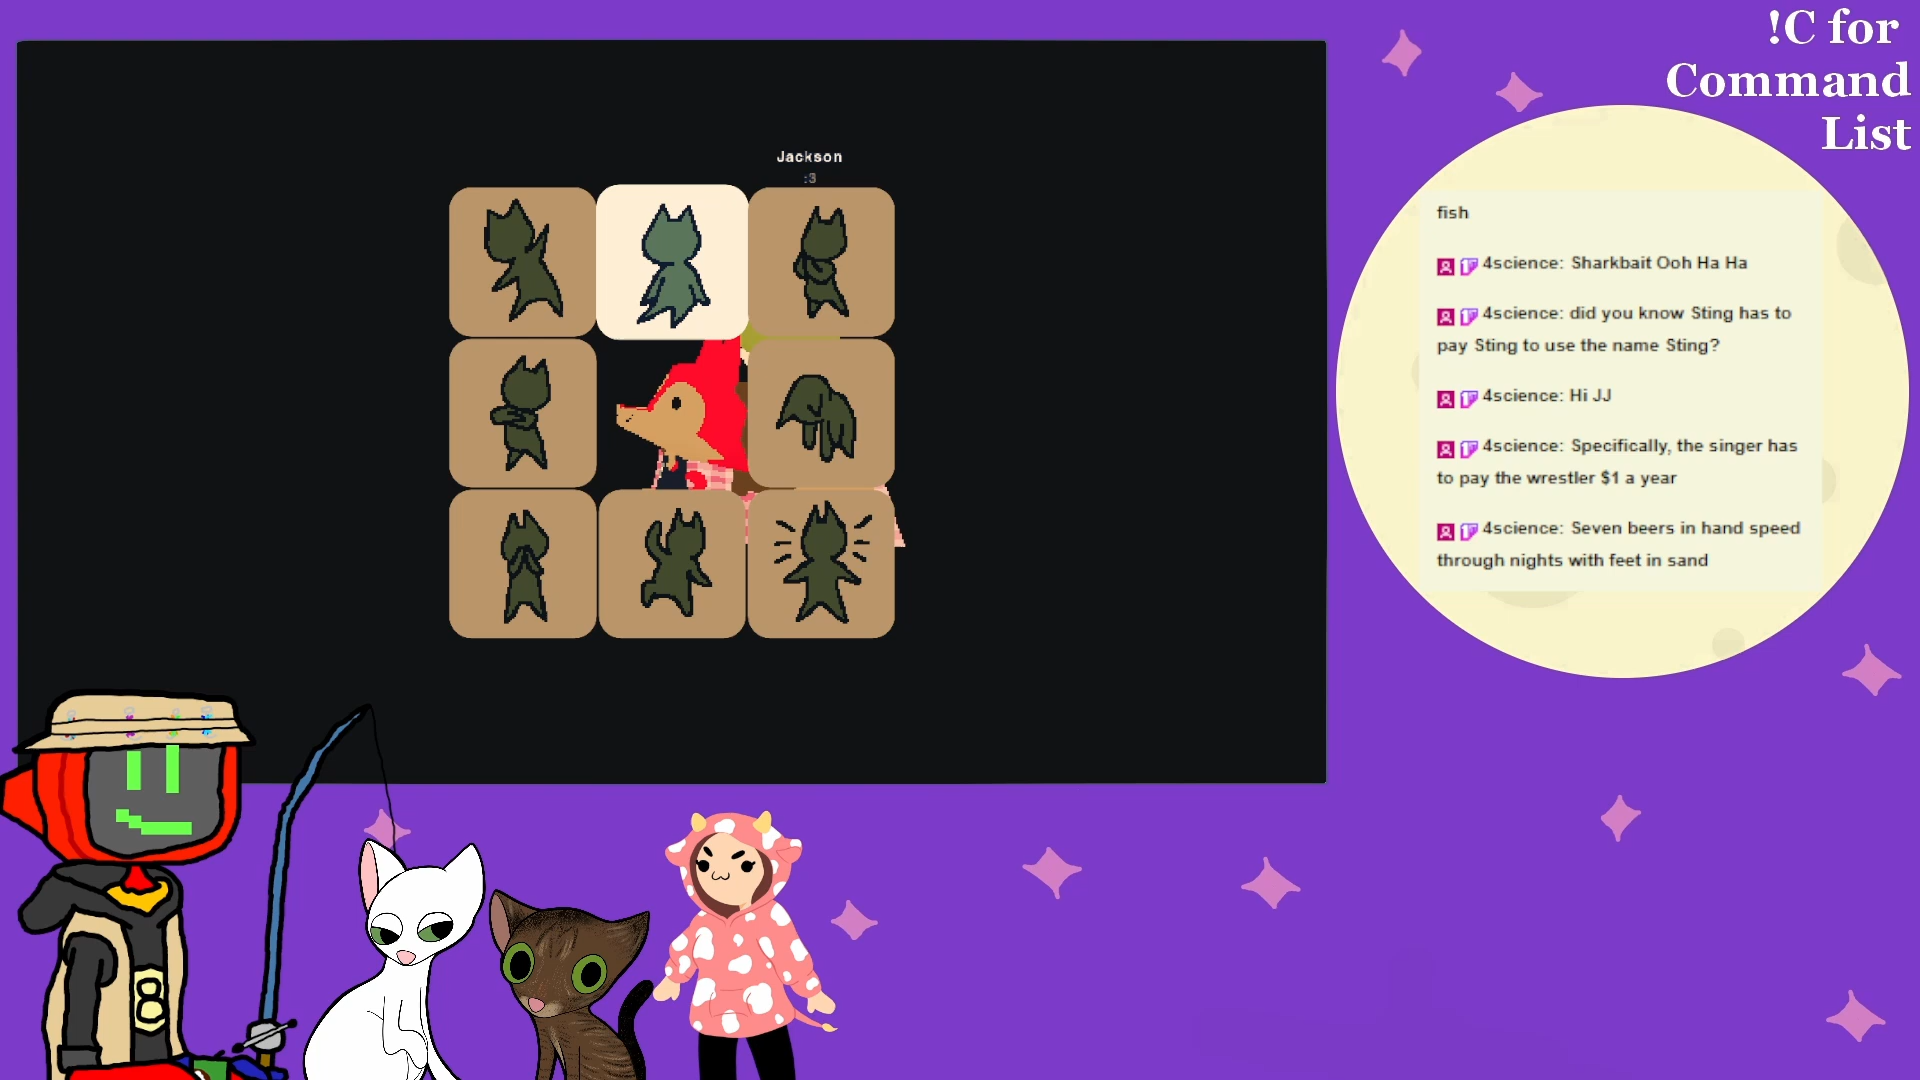 !C for
Command
List
Jackson
:3
fish
4science: Sharkbait Ooh Ha Ha
4science: did you know Sting has to
pay Sting to use the name Sting?
4science: Hi JJ
4science: Specifically, the singer has
to pay the wrestler $1 a year
4science: Seven beers in hand speed
through nights with feet in sand
8